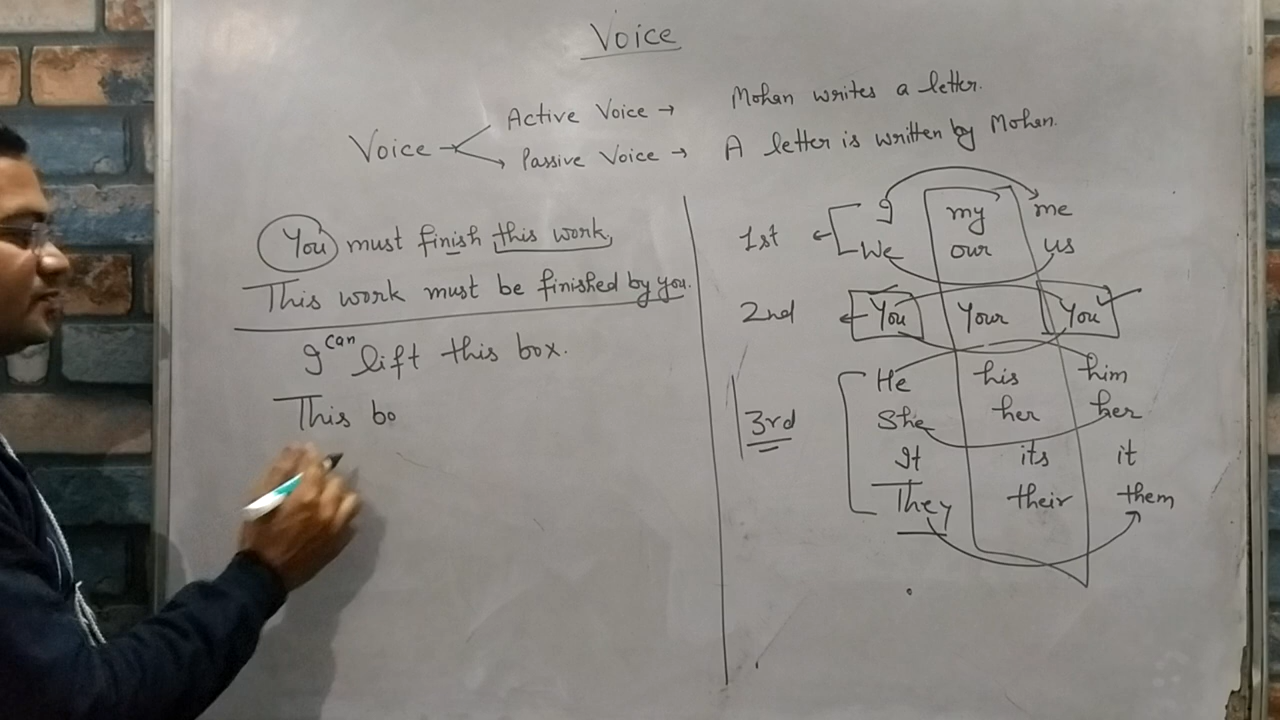 Voice
Voice
Active Voice → Mohan writes a letter.
Passive Voice → A letter is written by Mohan.
You must finish this work,
This work must be finished by you.
I can lift this box.
This bo
1st
I my me
We our us
2nd You Your You
3rd
He his him
She her her
It its it
They their them